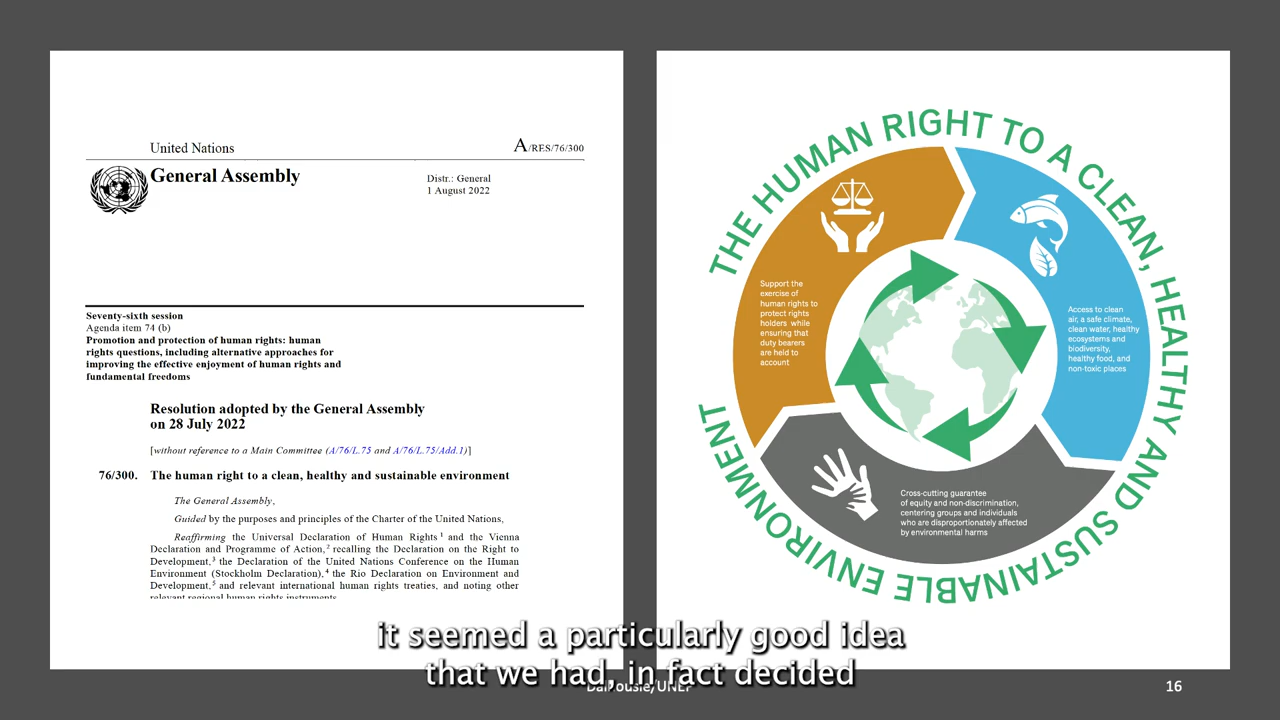 United Nations
A/RES/76/300
General Assembly
Distr.: General
1 August 2022
Seventy-sixth session
Agenda item 74 (b)
Promotion and protection of human rights: human
rights questions, including alternative approaches for
improving the effective enjoyment of human rights and
fundamental freedoms
Resolution adopted by the General Assembly
on 28 July 2022
[without reference to a Main Committee (A/76/L.75 and A/76/L.75/Add.1)]
76/300. The human right to a clean, healthy and sustainable environment
The General Assembly,
Guided by the purposes and principles of the Charter of the United Nations,
Reaffirming the Universal Declaration of Human Rights 1 and the Vienna
Declaration and Programme of Action, 2 recalling the Declaration on the Right to
Development, 3 the Declaration of the United Nations Conference on the Human
Environment (Stockholm Declaration), 4 the Rio Declaration on Environment and
Development, 5 and relevant international human rights treaties, and noting other
relevant regional human rights instruments
THE HUMAN RIGHT TO A CLEAN, HEALTHY AND SUSTAINABLE ENVIRONMENT
Support the
exercise of
human rights to
protect rights
holders while
ensuring that
duty bearers
are held to
account
Access to clean
air, a safe climate,
clean water, healthy
ecosystems and
biodiversity,
healthy food, and
non-toxic places
Cross-cutting guarantee
of equity and non-discrimination,
centering groups and individuals
who are disproportionately affected
by environmental harms
it seemed a particularly good idea
that we had, in fact decided
Dalhousie/UNEP
16